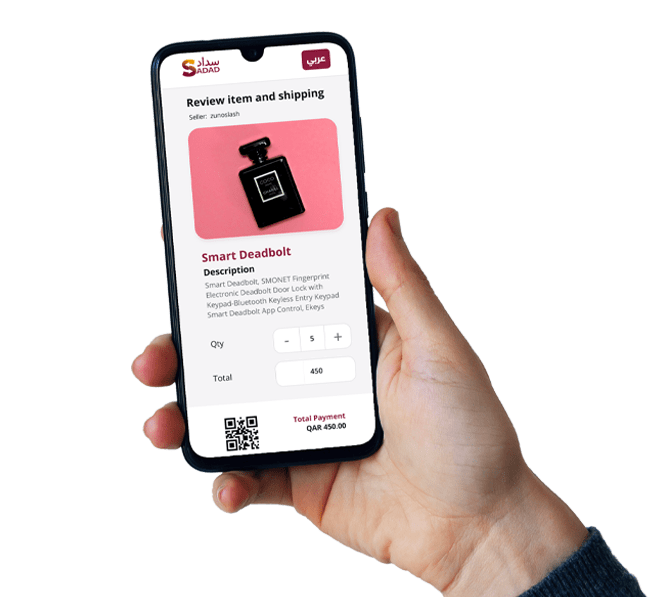 سداد
SADAD
عربي
Review item and shipping
Seller: zunoslash
COCO
CHANEL
Smart Deadbolt
Description
Smart Deadbolt, SMONET Fingerprint
Electronic Deadbolt Door Lock with
Keypad-Bluetooth Keyless Entry Keypad
Smart Deadbolt App Control, Ekeys
Qty
- 5 +
Total
450
Total Payment
QAR 450.00